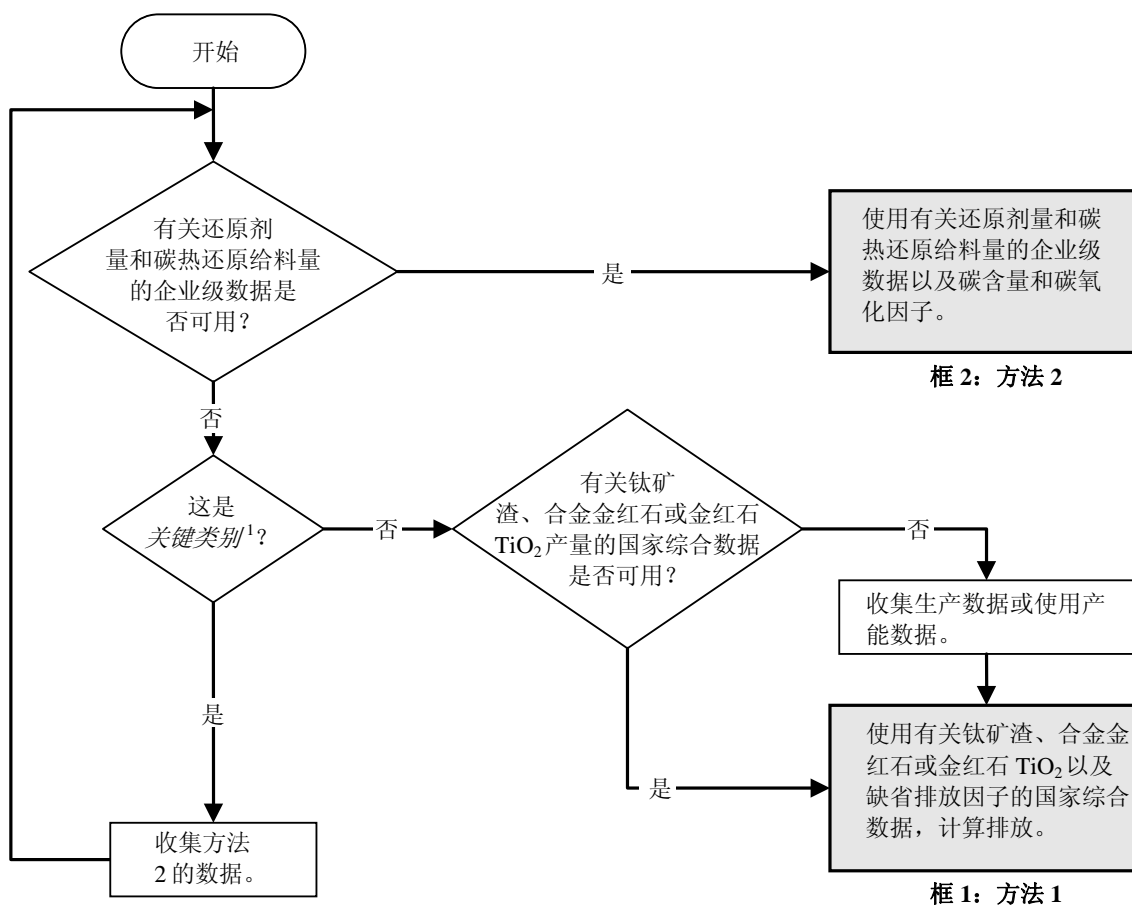 开始
有关还原剂
量和碳热还原给料量
的企业级数据是
否可用？
是
使用有关还原剂量和碳
热还原给料量的企业级
数据以及碳含量和碳氧
化因子。
框 2：方法 2
否
这是
关键类别¹？
否
有关钛矿
渣、合金金红石或金红石
TiO₂产量的国家综合数据
是否可用？
否
收集生产数据或使用产
能数据。
是
是
使用有关钛矿渣、合金金
红石或金红石 TiO₂以及
缺省排放因子的国家综合
数据，计算排放。
收集方法
2 的数据。
框 1：方法 1